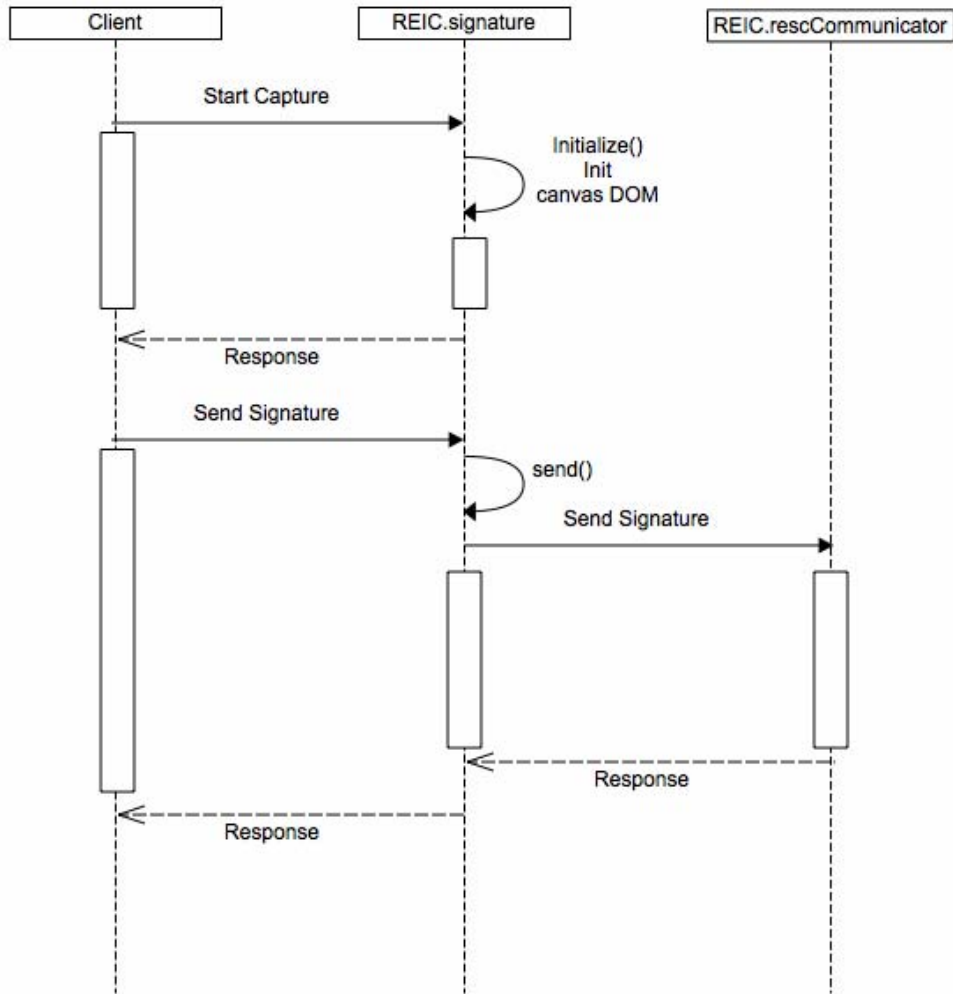 Client
REIC.signature
REIC.rescCommunicator
Start Capture
Initialize()
Init
canvas DOM
Response
Send Signature
send()
Send Signature
Response
Response